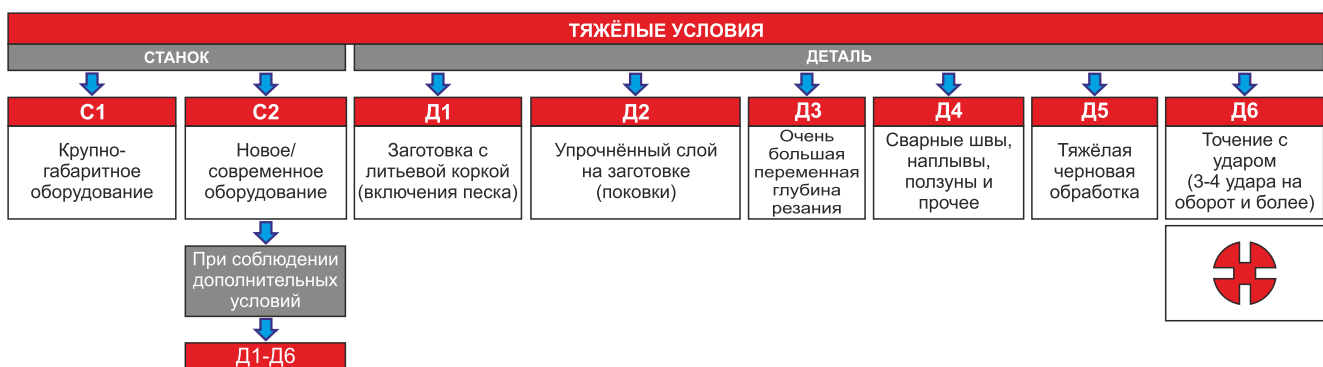 ТЯЖЁЛЫЕ УСЛОВИЯ
СТАНОК
ДЕТАЛЬ
С1
Крупно-
габаритное
оборудование
С2
Новое/
современное
оборудование
При соблюдении
дополнительных
условий
Д1-Д6
Д1
Заготовка с
литьевой коркой
(включения песка)
Д2
Упрочнённый слой
на заготовке
(поковки)
Д3
Очень
большая
переменная
глубина
резания
Д4
Сварные швы,
наплывы,
ползуны и
прочее
Д5
Тяжёлая
черновая
обработка
Д6
Точение с
ударом
(3-4 удара на
оборот и более)